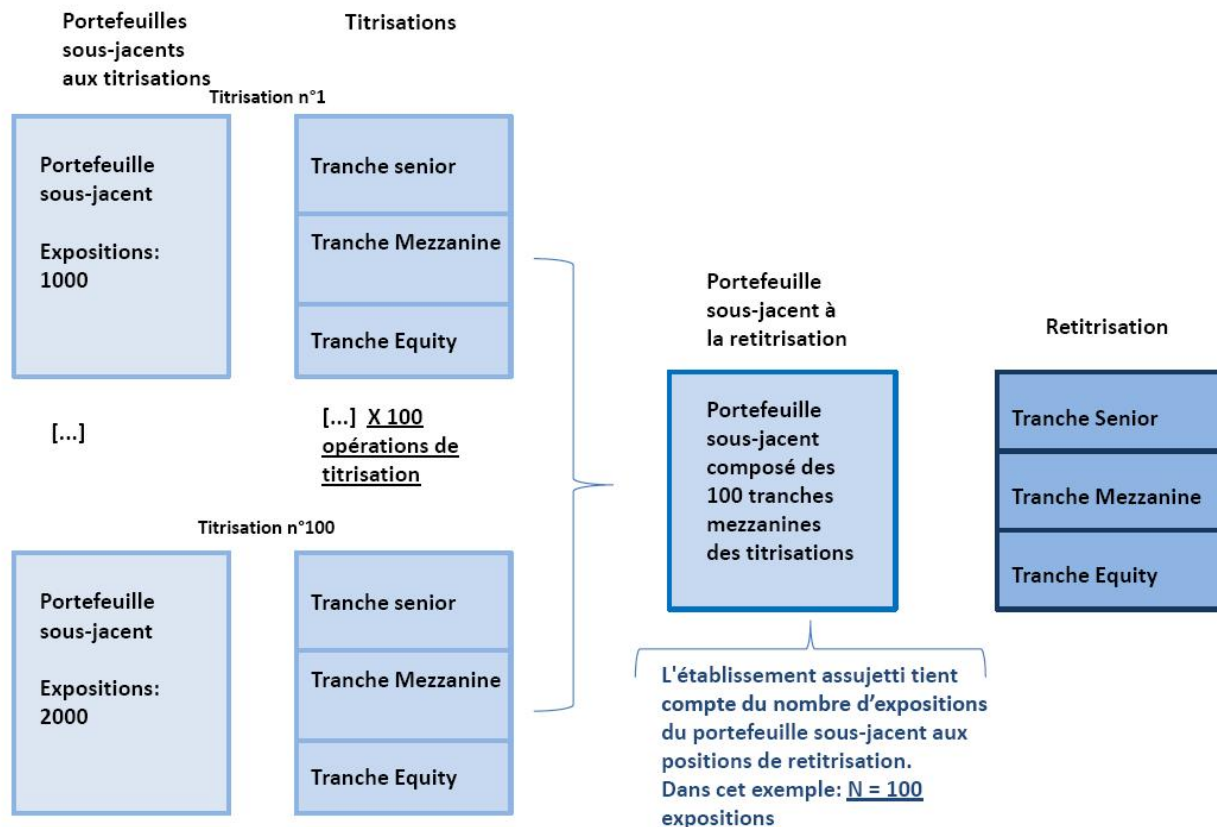 Portefeuilles
sous-jacents
aux titrisations
Titrisations
Titrisation n°1
Portefeuille
sous-jacent
Expositions:
1000
Tranche senior
Tranche Mezzanine
Tranche Equity
[...]
[...] X 100
opérations de
titrisation
Titrisation n°100
Portefeuille
sous-jacent
Expositions:
2000
Tranche senior
Tranche Mezzanine
Tranche Equity
Portefeuille
sous-jacent à
la retitrisation
Portefeuille
sous-jacent
composé des
100 tranches
mezzanines
des titrisations
L'établissement assujetti tient
compte du nombre d’expositions
du portefeuille sous-jacent aux
positions de retitrisation.
Dans cet exemple: N = 100
expositions
Retitrisation
Tranche Senior
Tranche Mezzanine
Tranche Equity